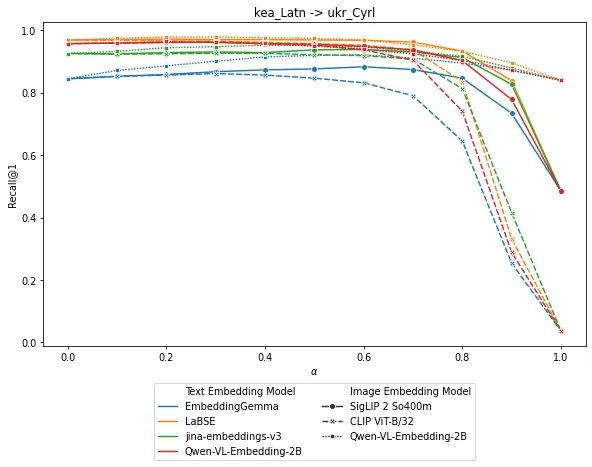 kea_Latn -> ukr_Cyrl
Recall@1
1.0
0.8
0.6
0.4
0.2
0.0
0.0 0.2 0.4 0.6 0.8 1.0
α
Text Embedding Model
EmbeddingGemma
LaBSE
jina-embeddings-v3
Qwen-VL-Embedding-2B
Image Embedding Model
SigLIP 2 So400m
CLIP ViT-B/32
Qwen-VL-Embedding-2B